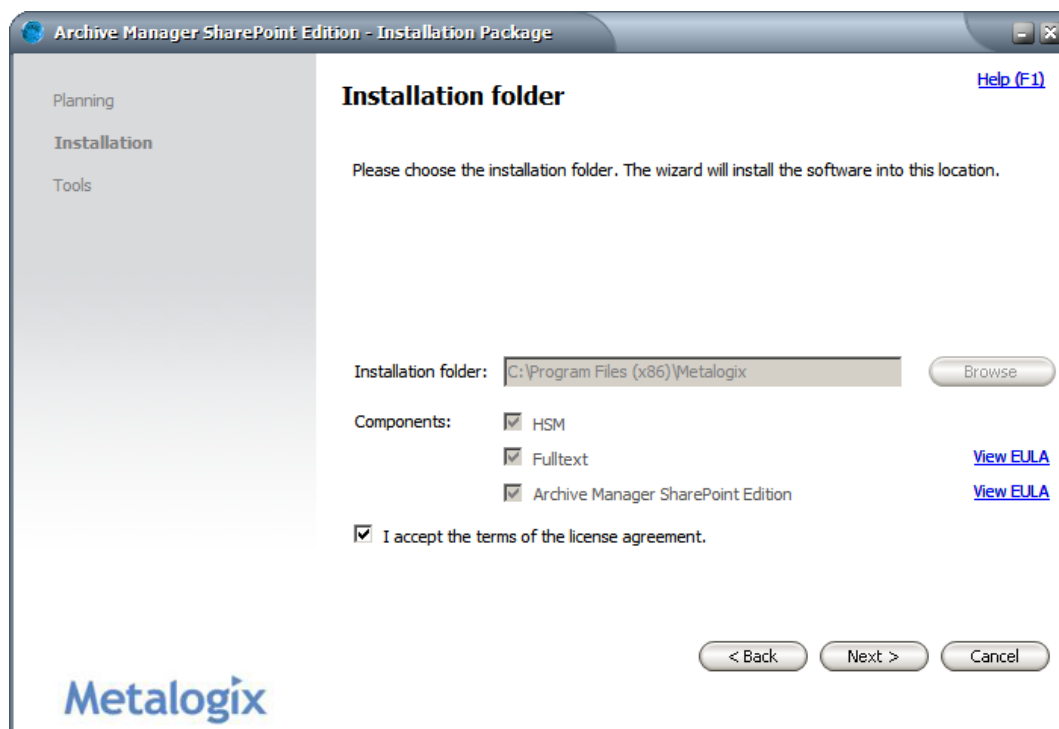 Archive Manager SharePoint Edition - Installation Package
Help (F1)
Planning
Installation
Tools
Installation folder
Please choose the installation folder. The wizard will install the software into this location.
Installation folder: C:\Program Files (x86)\Metalogix Browse
Components: HSM
Fulltext View EULA
Archive Manager SharePoint Edition View EULA
I accept the terms of the license agreement.
< Back Next > Cancel
Metalogix